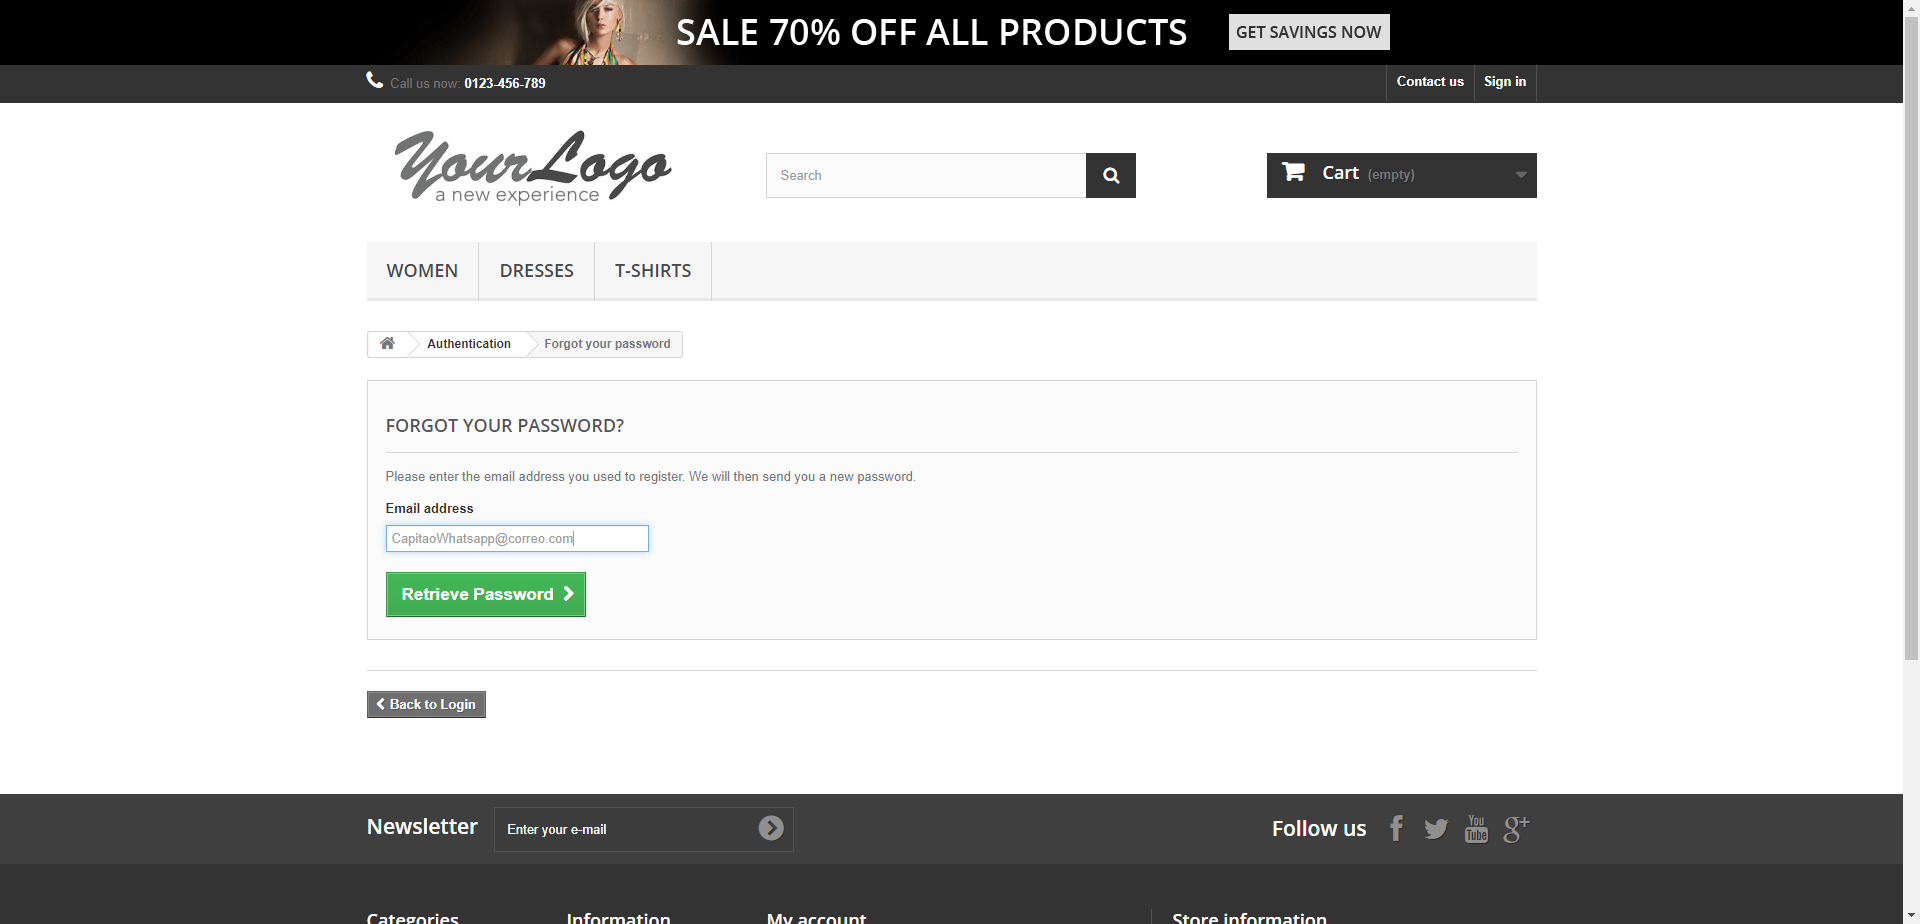 SALE 70% OFF ALL PRODUCTS
GET SAVINGS NOW
Call us now: 0123-456-789
Contact us
Sign in
YourLogo
a new experience
Search
Cart (empty)
WOMEN
DRESSES
T-SHIRTS
Authentication
Forgot your password
FORGOT YOUR PASSWORD?
Please enter the email address you used to register. We will then send you a new password.
Email address
CapitaoWhatsapp@correo.com
Retrieve Password
Back to Login
Newsletter
Enter your e-mail
Follow us
You
Tube
g+
Categories
Information
My account
Store information